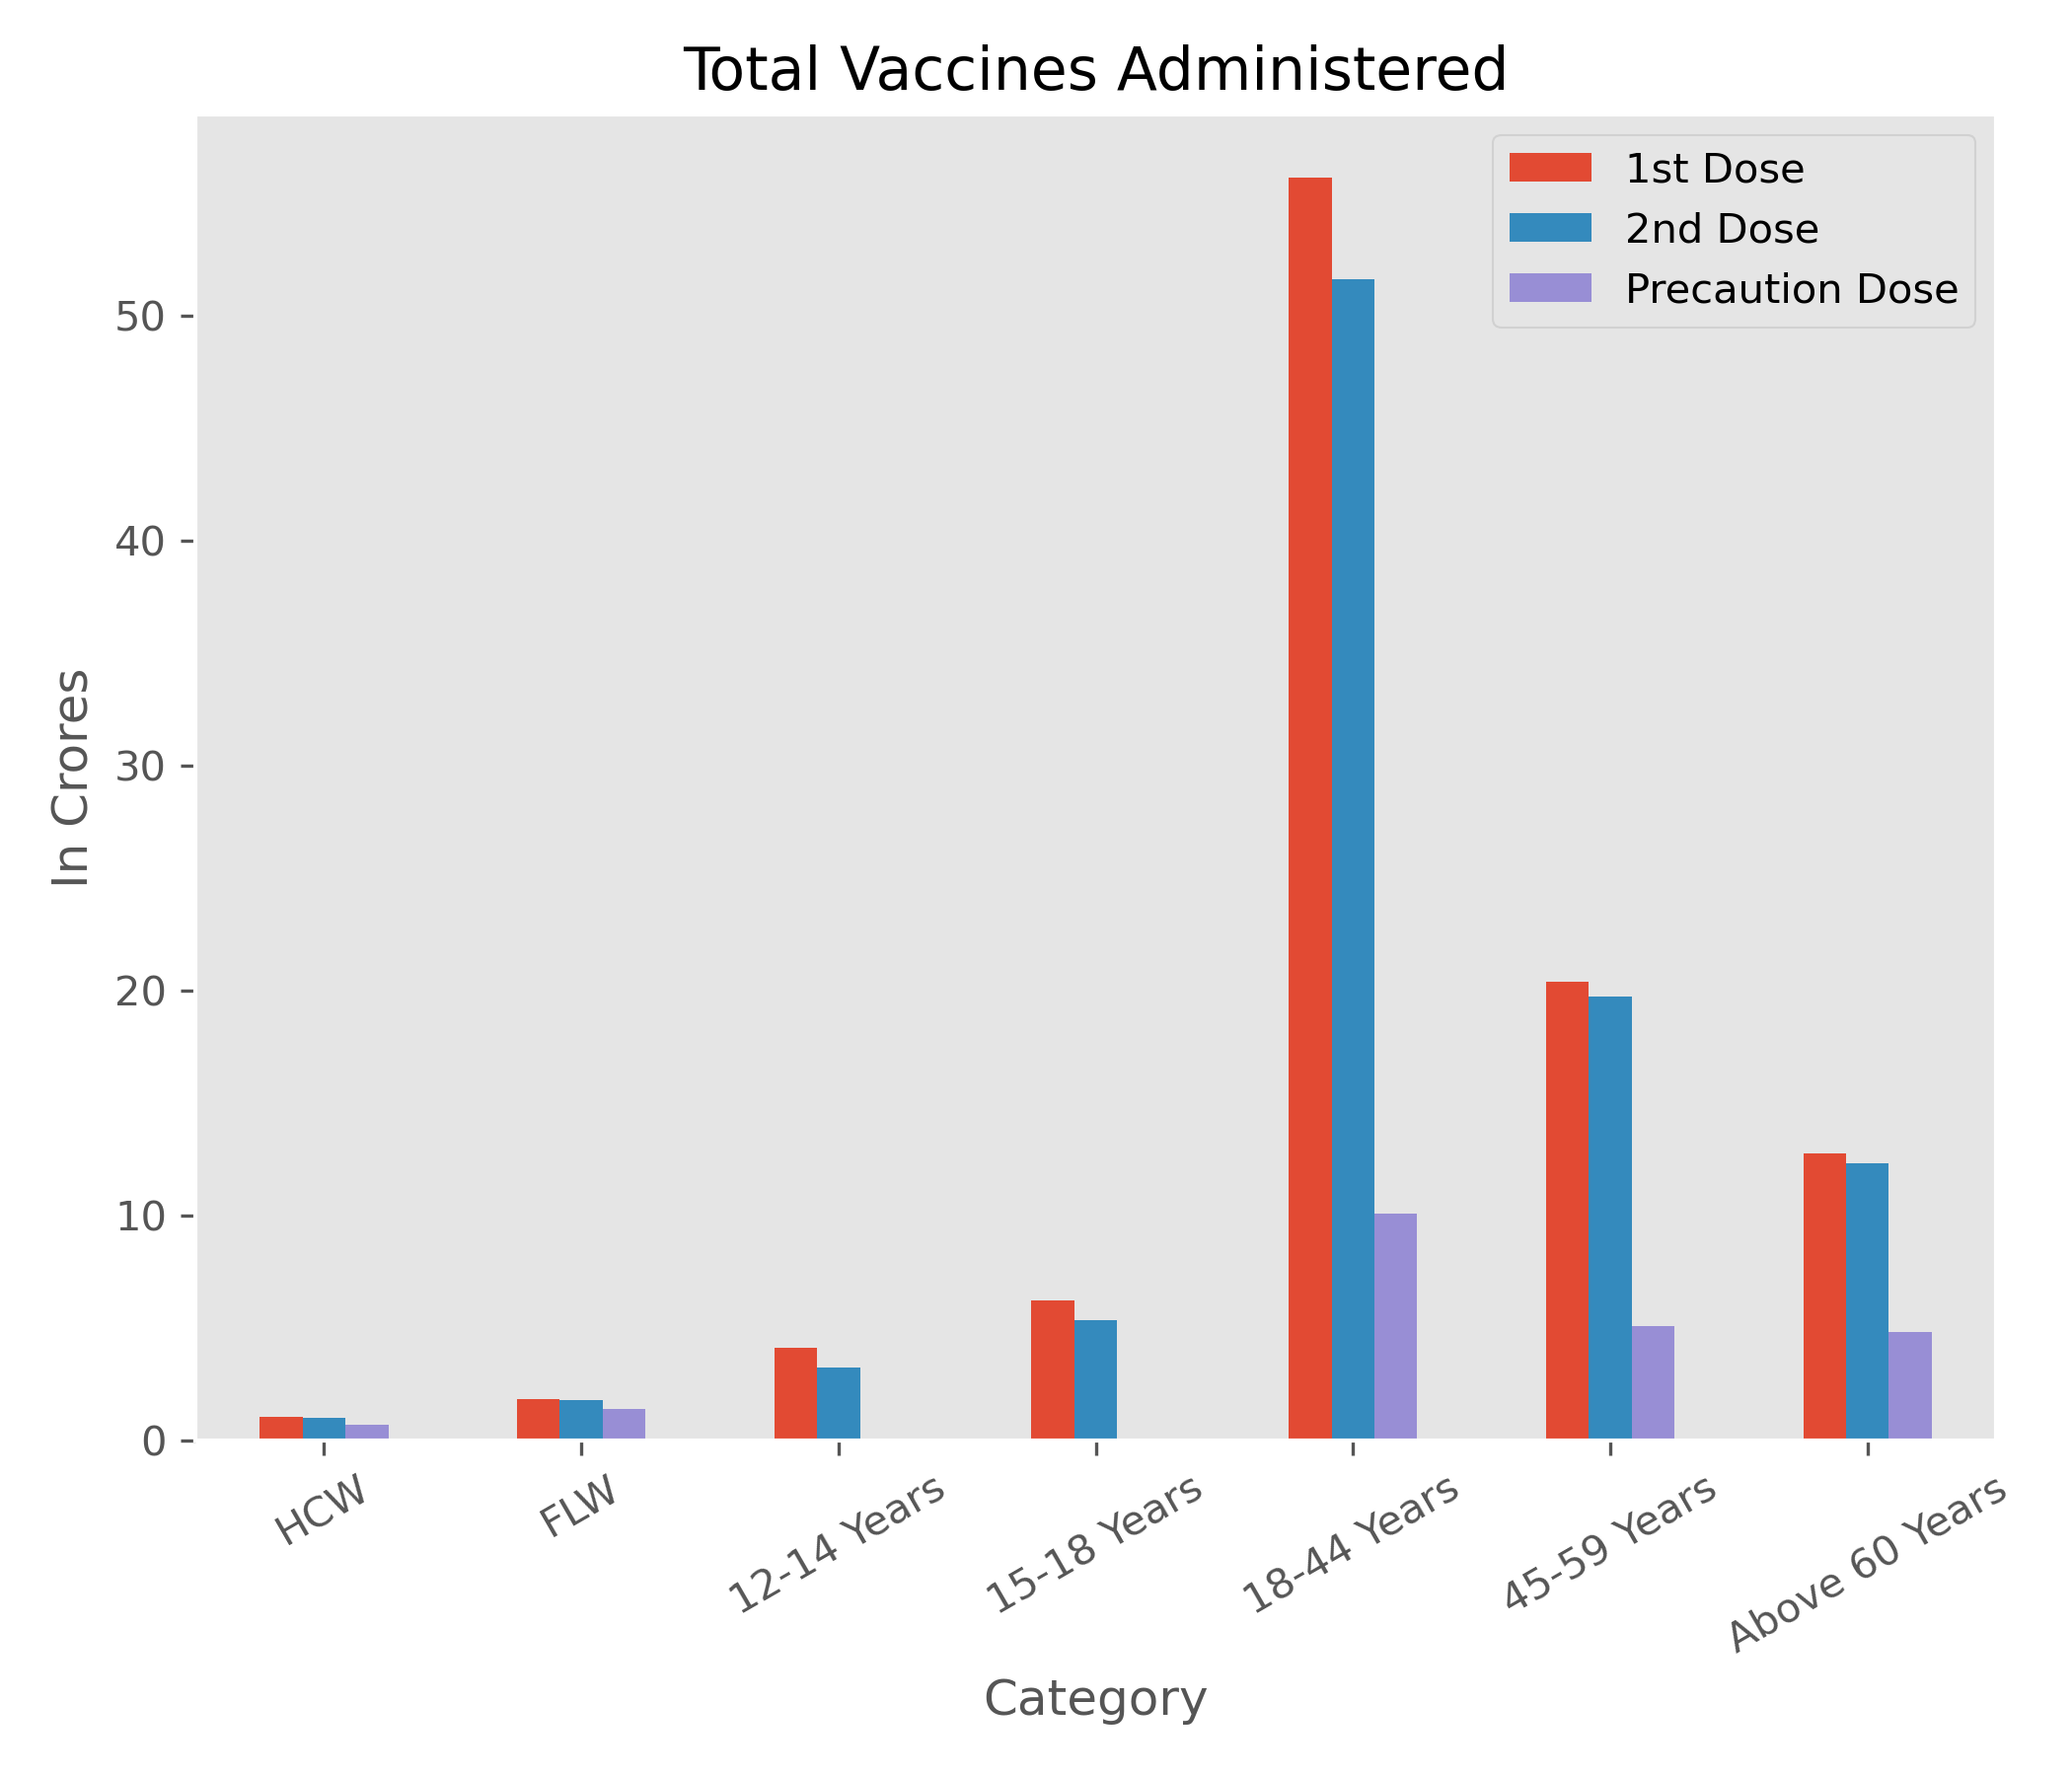 Total Vaccines Administered
1st Dose
2nd Dose
Precaution Dose
In Crores
50
40
30
20
10
0
HCW
FLW
12-14 Years
15-18 Years
18-44 Years
45-59 Years
Above 60 Years
Category